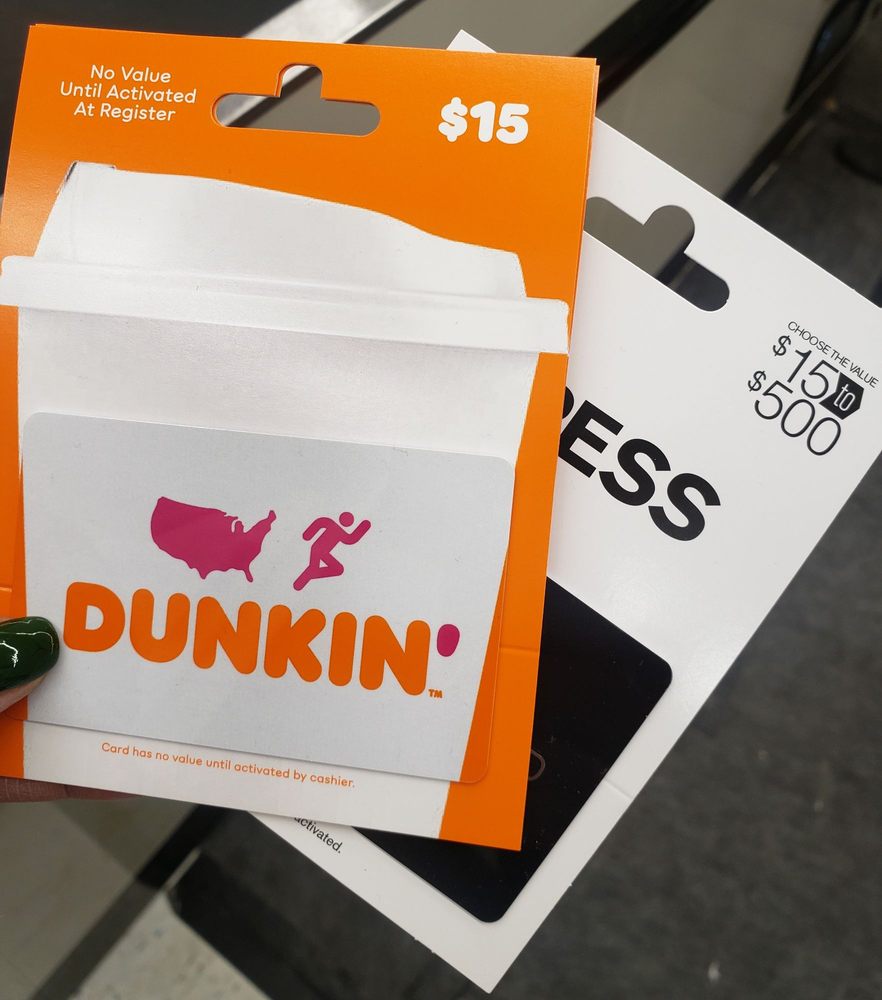 No Value
Until Activated
At Register
$15
DUNKIN'
TM
Card has no value until activated by cashier.
CHOOSE THE VALUE
$15 to
$500
ESS
activated.